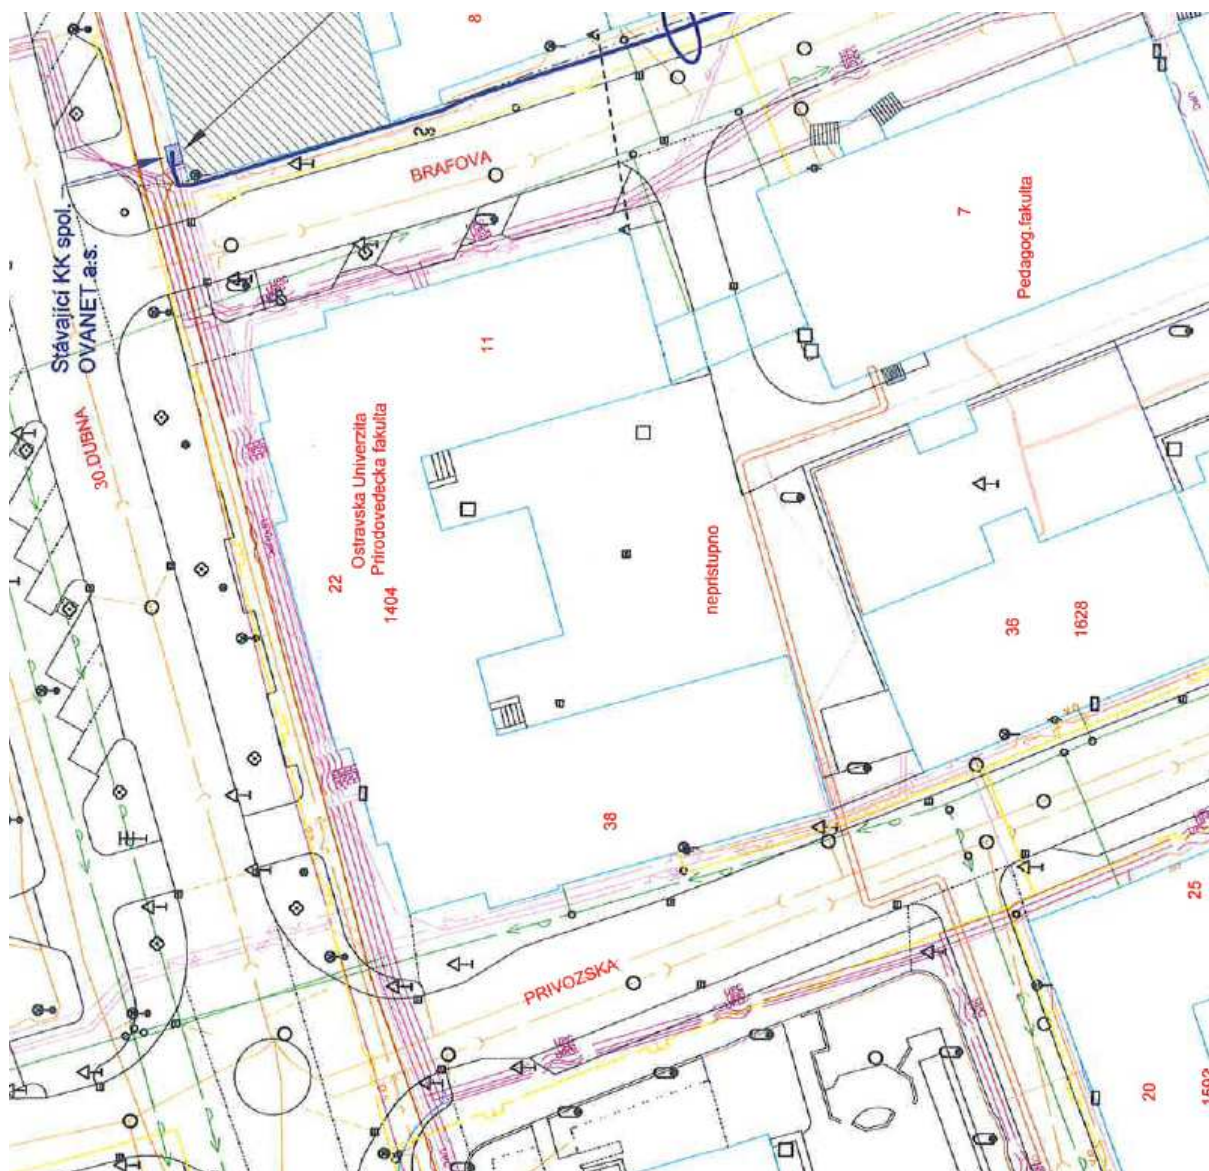 8
28
BRAFOVA
Stávající KK spol.
OVANET a.s.
7
Pedagog.fakulta
11
30.DUBNA
Ostravska Univerzita
Prirodovedecka fakulta
22
1404
nepristupno
36
1628
38
PRIVOZSKA
25
20